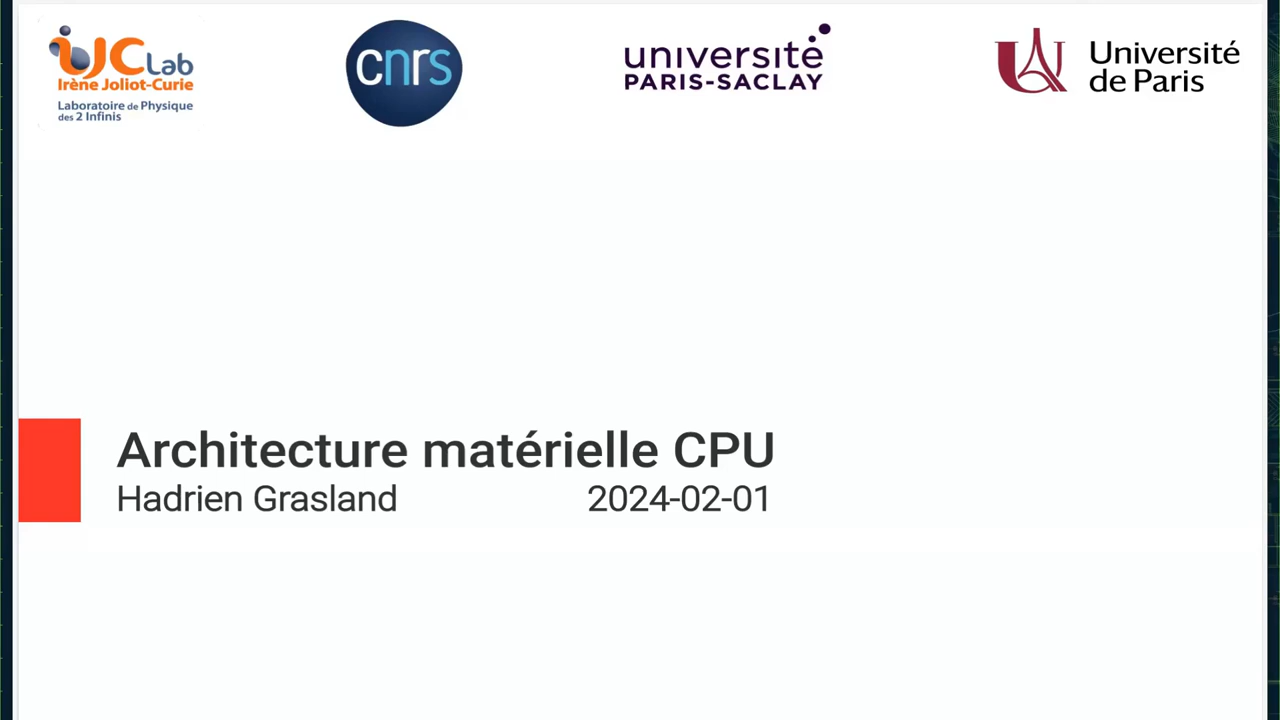 IJCLab
Irène Joliot-Curie
Laboratoire de Physique
des 2 Infinis
cnrs
université
PARIS-SACLAY
Université
de Paris
Architecture matérielle CPU
Hadrien Grasland 2024-02-01